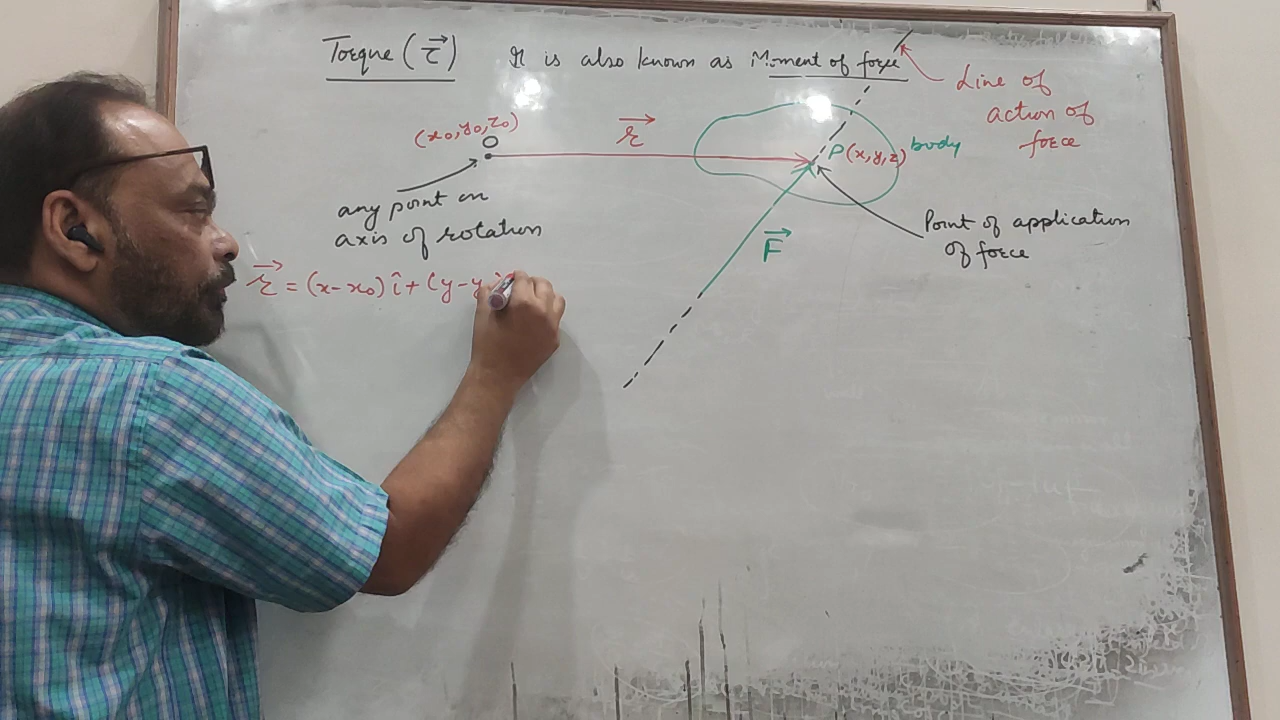 Torque (τ⃗) It is also known as Moment of force
Line of
action of
force
(x₀, y₀, z₀)
O
r⃗
P(x, y, z) body
any point on
axis of rotation
F⃗
Point of application
of force
r⃗ = (x-x₀) î + (y-y